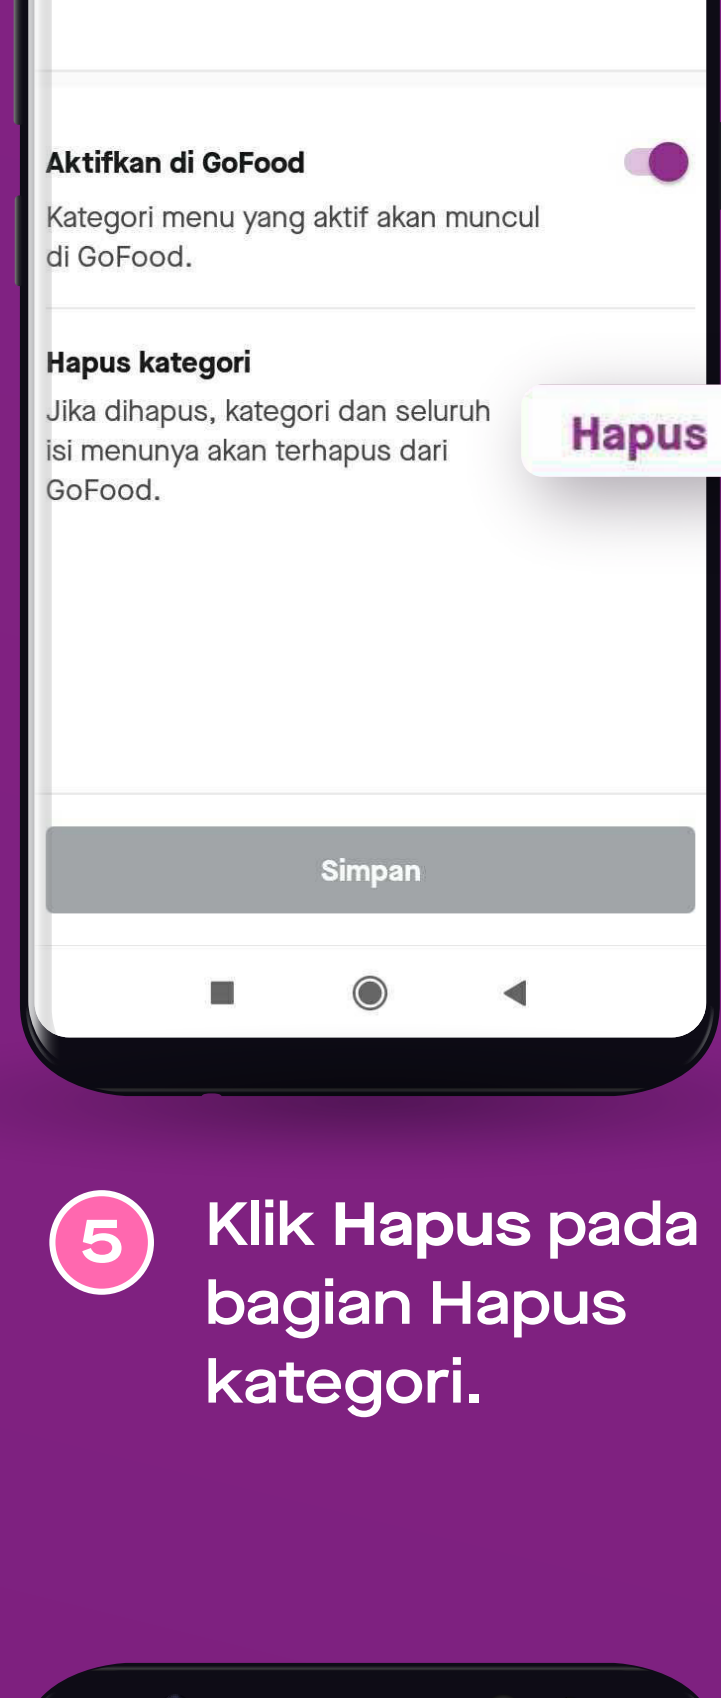 Aktifkan di GoFood
Kategori menu yang aktif akan muncul
di GoFood.
Hapus kategori
Jika dihapus, kategori dan seluruh
isi menunya akan terhapus dari
GoFood.
Hapus
Simpan
5
Klik Hapus pada
bagian Hapus
kategori.